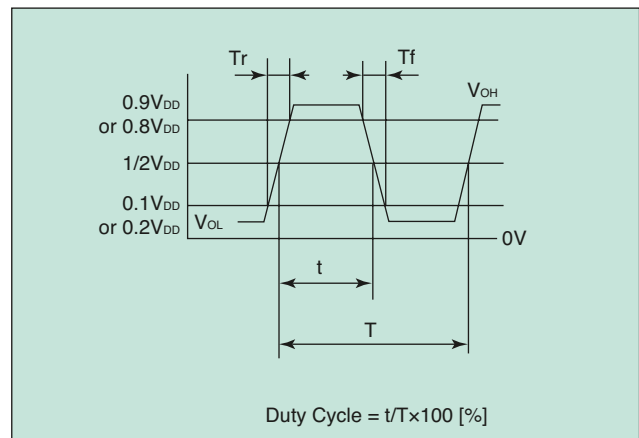 Tr
Tf
VOH
0.9VDD
or 0.8VDD
1/2VDD
0.1VDD
or 0.2VDD
VOL
0V
t
T
Duty Cycle = t/T×100 [%]